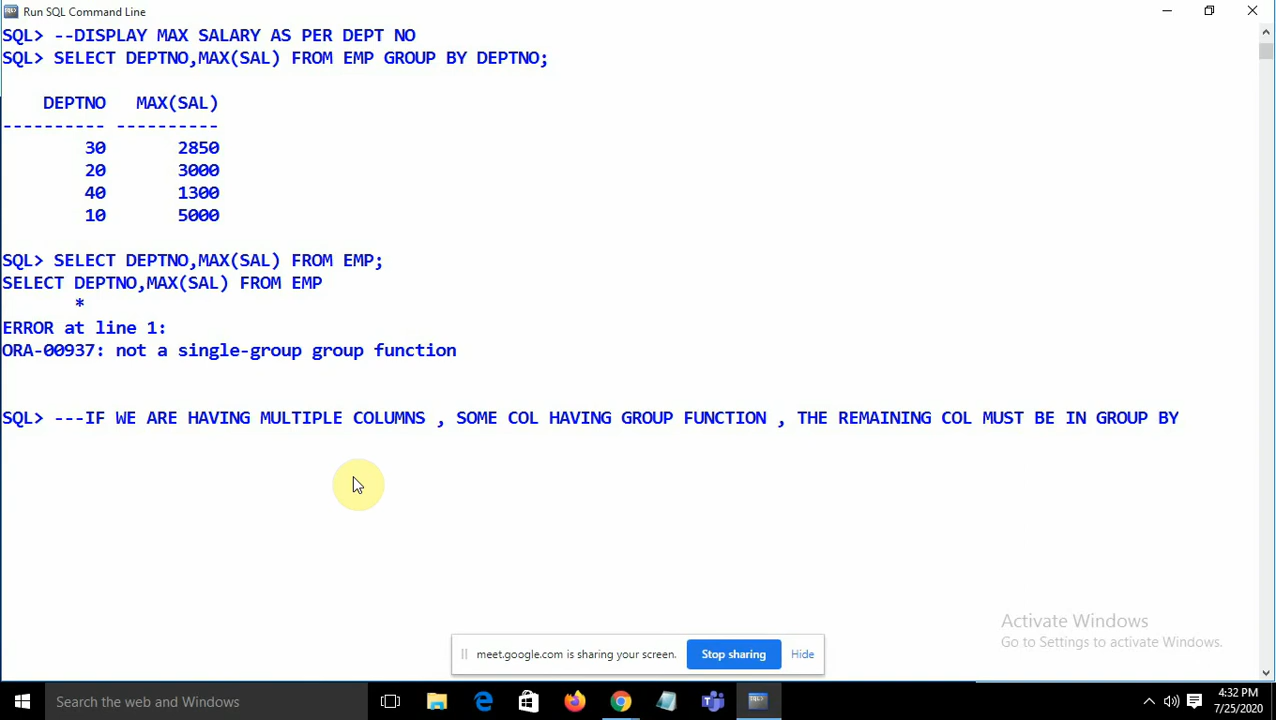 Run SQL Command Line
SQL> --DISPLAY MAX SALARY AS PER DEPT NO
SQL> SELECT DEPTNO,MAX(SAL) FROM EMP GROUP BY DEPTNO;
DEPTNO MAX(SAL)
---------- ----------
30 2850
20 3000
40 1300
10 5000
SQL> SELECT DEPTNO,MAX(SAL) FROM EMP;
SELECT DEPTNO,MAX(SAL) FROM EMP
*
ERROR at line 1:
ORA-00937: not a single-group group function
SQL> ---IF WE ARE HAVING MULTIPLE COLUMNS , SOME COL HAVING GROUP FUNCTION , THE REMAINING COL MUST BE IN GROUP BY
Activate Windows
Go to Settings to activate Windows.
meet.google.com is sharing your screen. Stop sharing Hide
Search the web and Windows
4:32 PM
7/25/2020